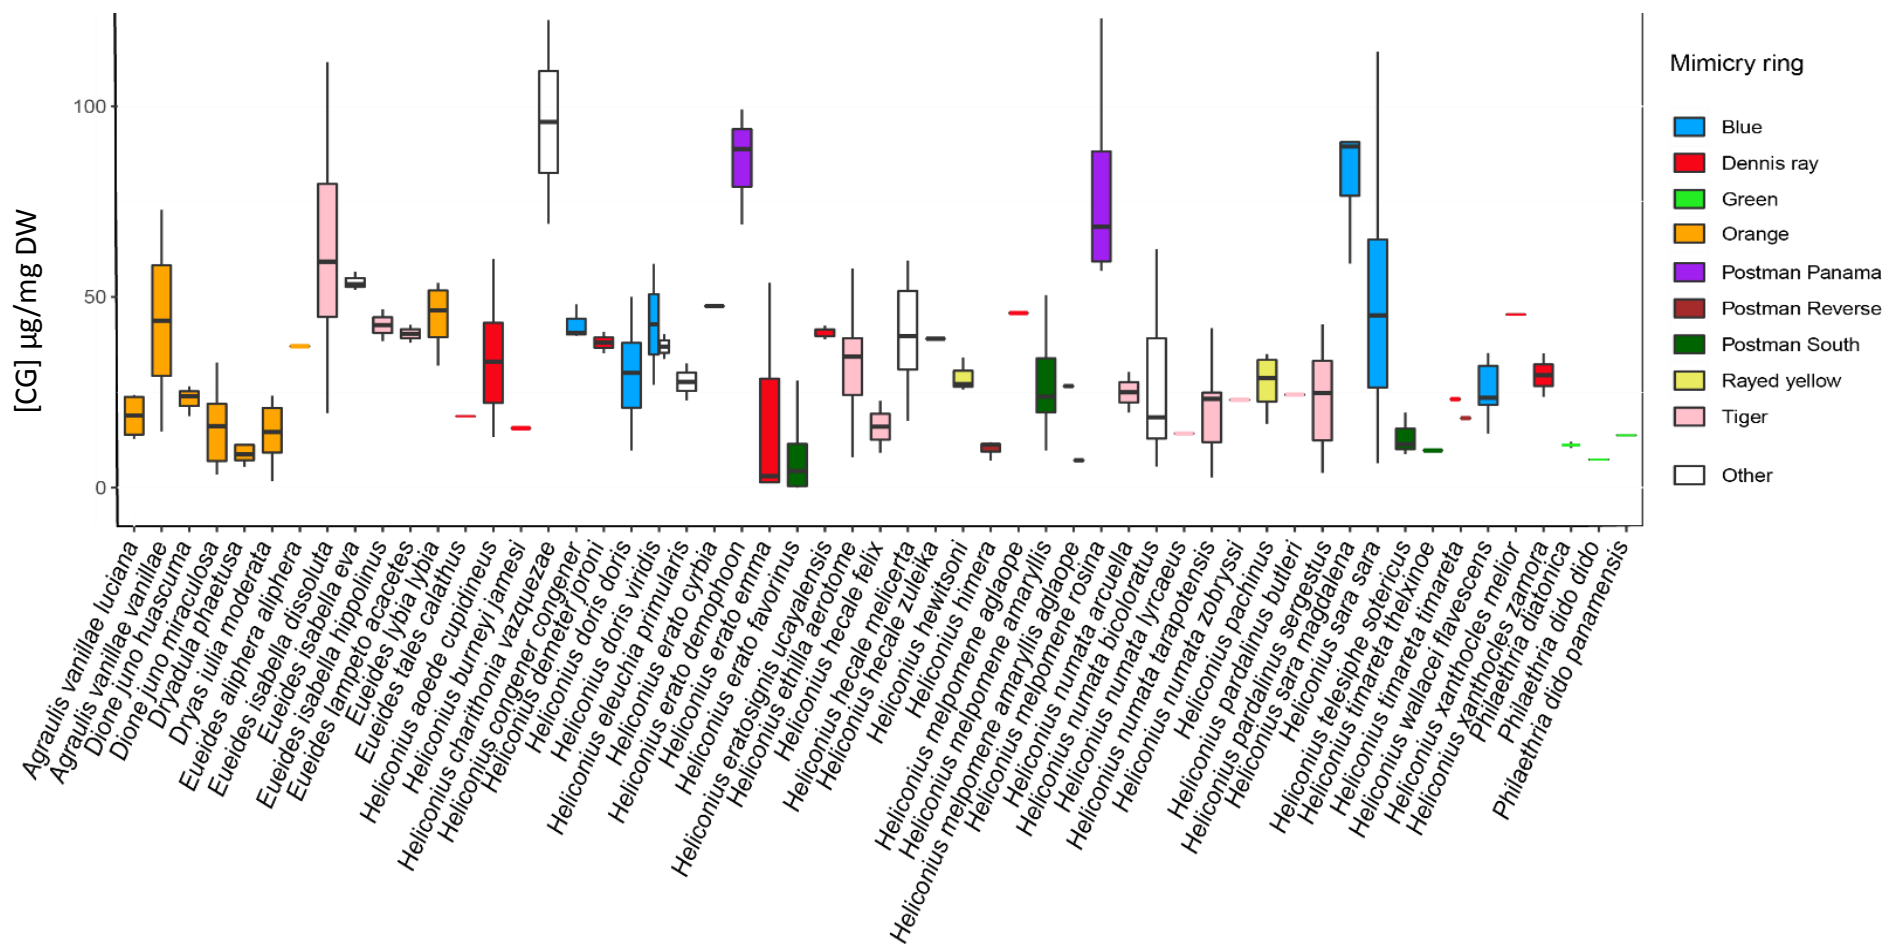 [CG] µg/mg DW
100
50
0
Mimicry ring
Blue
Dennis ray
Green
Orange
Postman Panama
Postman Reverse
Postman South
Rayed yellow
Tiger
Other
Agraulis vanillae luciana
Agraulis vanillae vanillae
Dione juno huascuma
Dione juno miraculosa
Dryadula phaetusa
Dryas julia moderata
Eueides aliphera aliphera
Eueides isabella dissoluta
Eueides isabella eva
Eueides isabella hippolinus
Eueides lampeto acacetes
Eueides lybia lybia
Eueides tales calathus
Heliconius aoede cupidineus
Heliconius burneyi jamesi
Heliconius charithonia vazquezae
Heliconius congener congener
Heliconius demeter joroni
Heliconius doris doris
Heliconius doris viridis
Heliconius eleuchia primularis
Heliconius erato cyrbia
Heliconius erato demophoon
Heliconius erato emma
Heliconius erato favorinus
Heliconius eratosignis ucayalensis
Heliconius ethilla aerotome
Heliconius hecale felix
Heliconius hecale melicerta
Heliconius hecale zuleika
Heliconius hewitsoni
Heliconius himera
Heliconius melpomene aglaope
Heliconius melpomene amaryllis
Heliconius melpomene amaryllis aglaope
Heliconius melpomene rosina
Heliconius numata arcuella
Heliconius numata bicoloratus
Heliconius numata lyrcaeus
Heliconius numata tarapotensis
Heliconius numata zobryssi
Heliconius pachinus
Heliconius pardalinus butleri
Heliconius pardalinus sergestus
Heliconius sara magdalena
Heliconius sara sara
Heliconius telesiphe sotericus
Heliconius timareta thelxinoe
Heliconius timareta timareta
Heliconius wallacei flavescens
Heliconius xanthocles melior
Heliconius xanthocles zamora
Philaethria diatonica
Philaethria dido dido
Philaethria dido panamensis